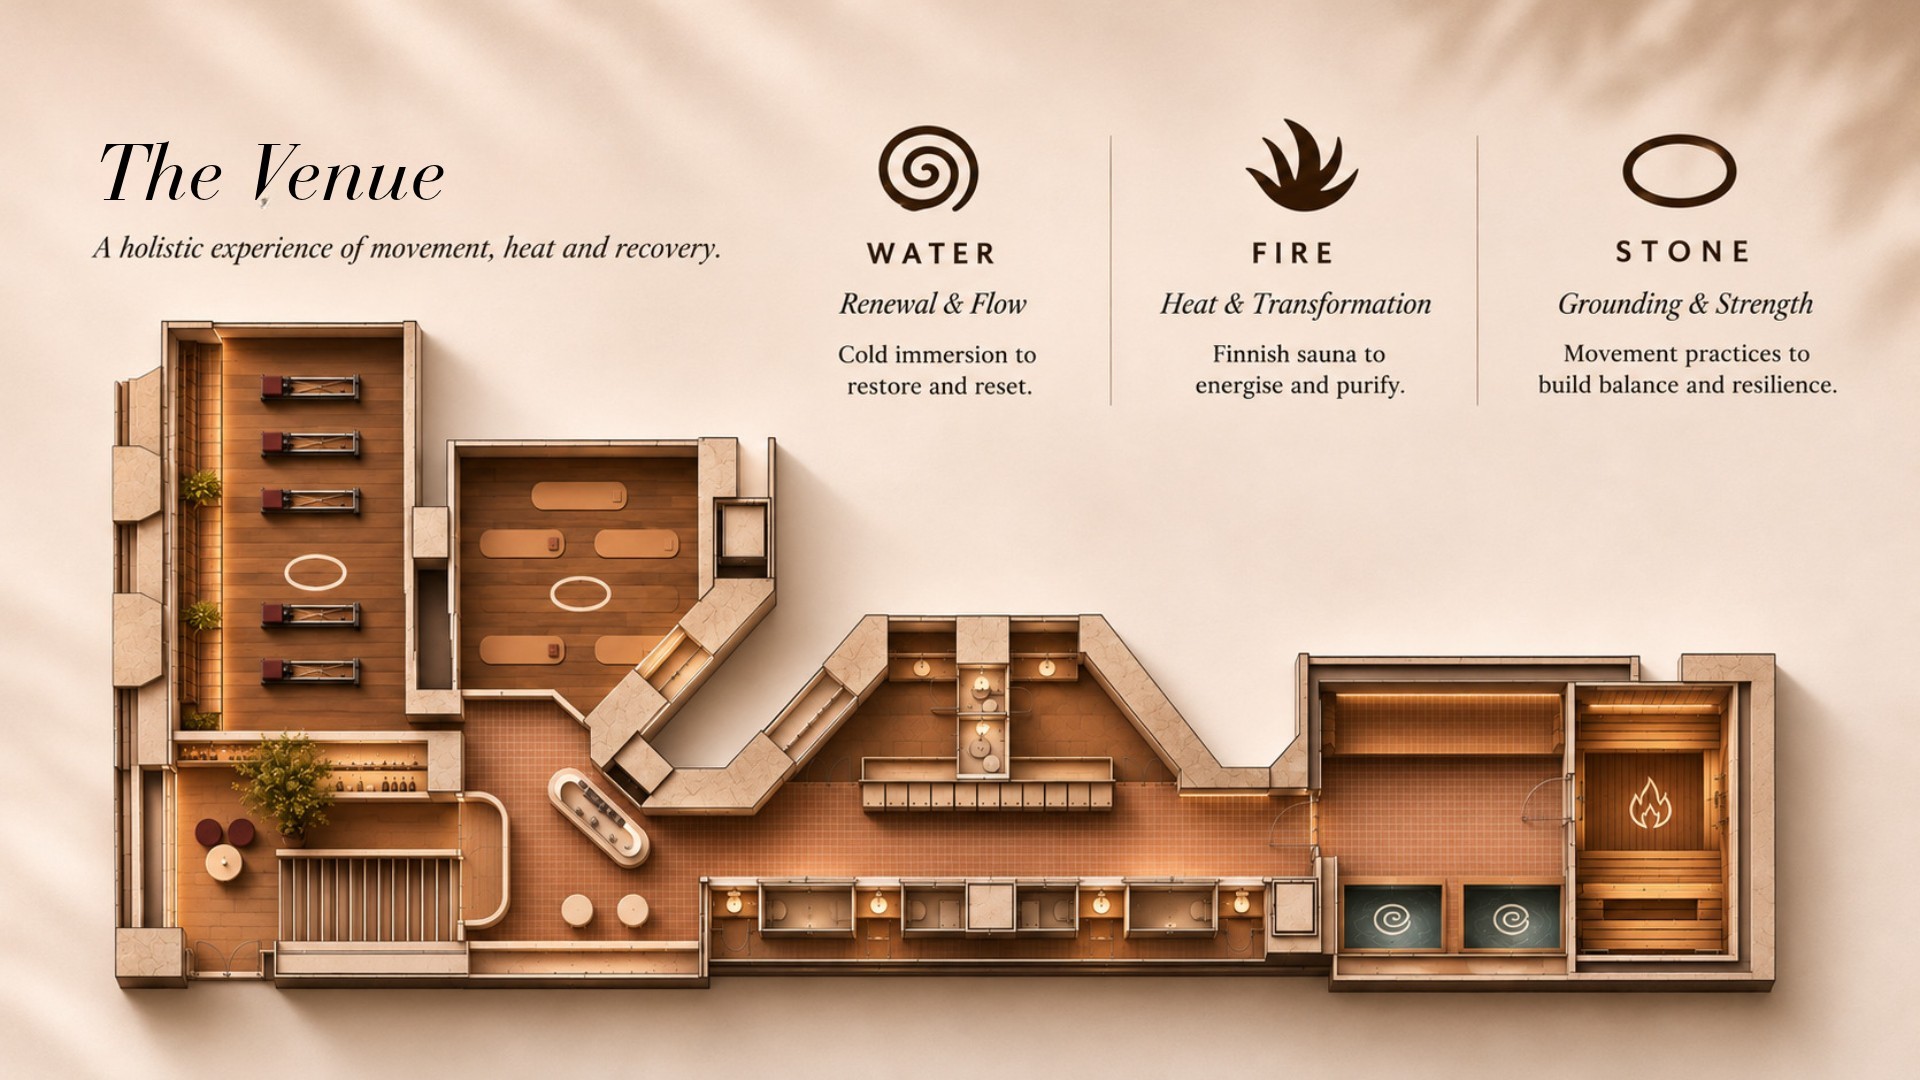 The Venue
A holistic experience of movement, heat and recovery.
WATER
Renewal & Flow
Cold immersion to
restore and reset.
FIRE
Heat & Transformation
Finnish sauna to
energise and purify.
STONE
Grounding & Strength
Movement practices to
build balance and resilience.